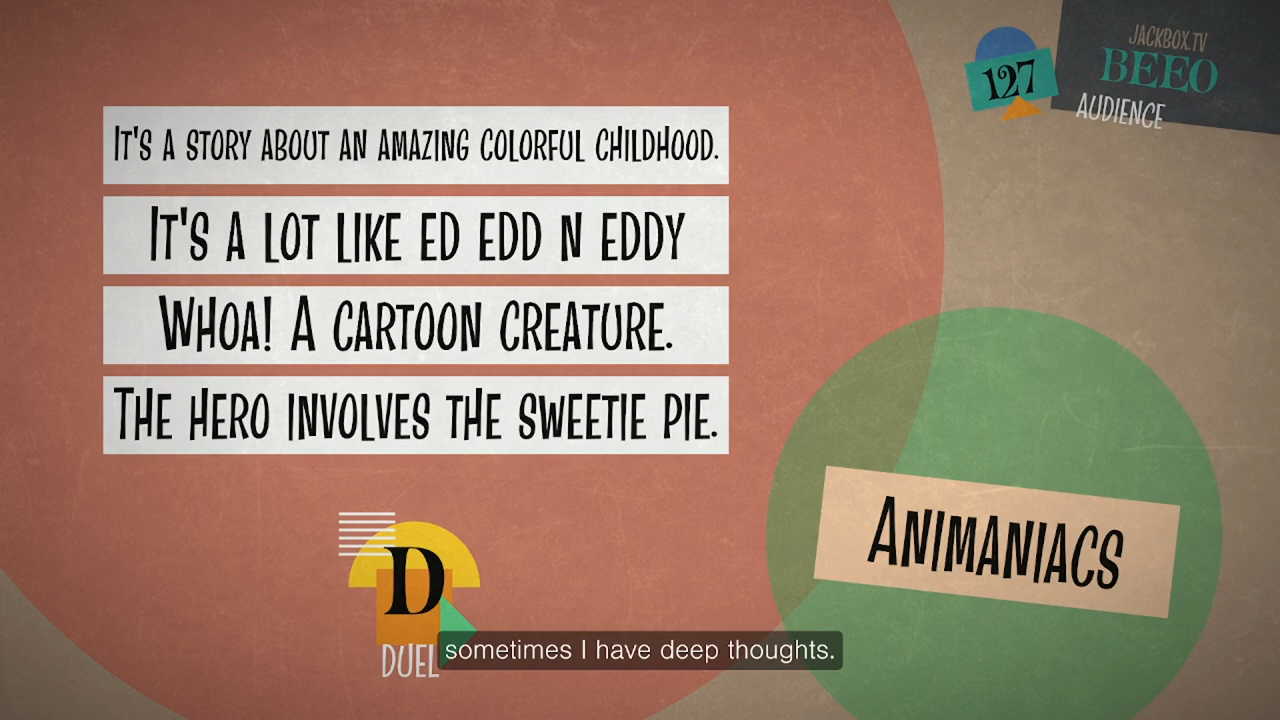 JACKBOX.TV
BEEO
127
AUDIENCE
IT'S A STORY ABOUT AN AMAZING COLORFUL CHILDHOOD.
IT'S A LOT LIKE ED EDD N EDDY
WHOA! A CARTOON CREATURE.
THE HERO INVOLVES THE SWEETIE PIE.
ANIMANIACS
D
DUEL
sometimes I have deep thoughts.